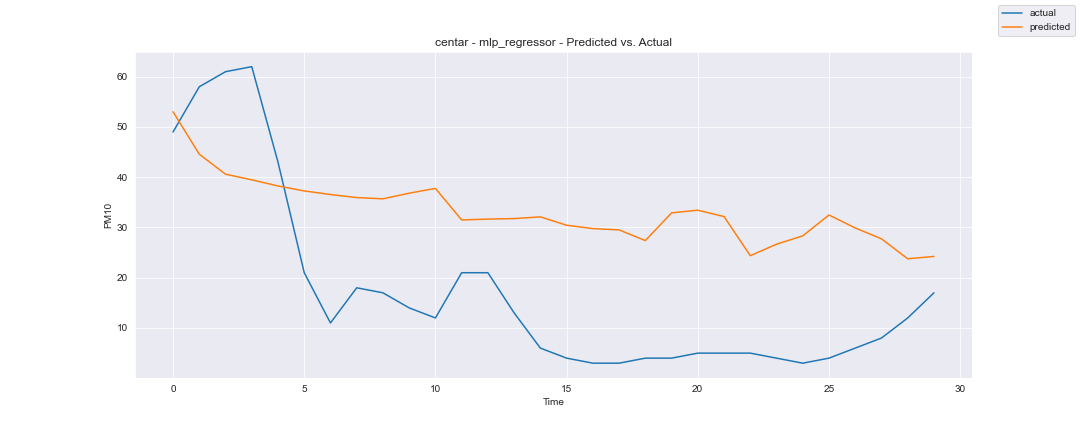 actual
predicted
centar - mlp_regressor - Predicted vs. Actual
60
50
40
30
20
10
PM10
0 5 10 15 20 25 30
Time